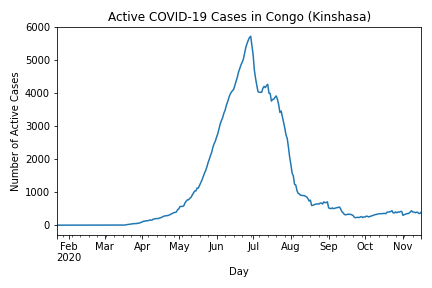 Active COVID-19 Cases in Congo (Kinshasa)
Number of Active Cases
6000
5000
4000
3000
2000
1000
0
Feb Mar Apr May Jun Jul Aug Sep Oct Nov
2020
Day